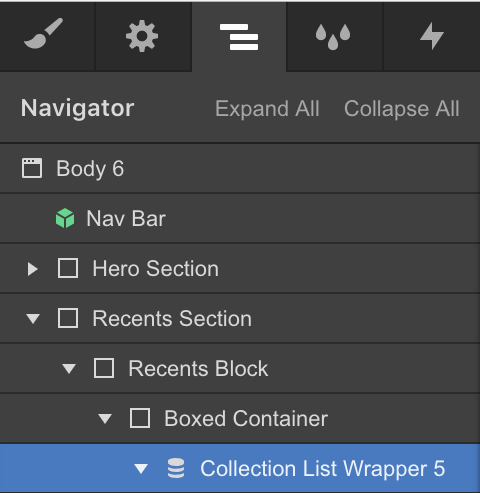 Navigator Expand All Collapse All
Body 6
Nav Bar
Hero Section
Recents Section
Recents Block
Boxed Container
Collection List Wrapper 5